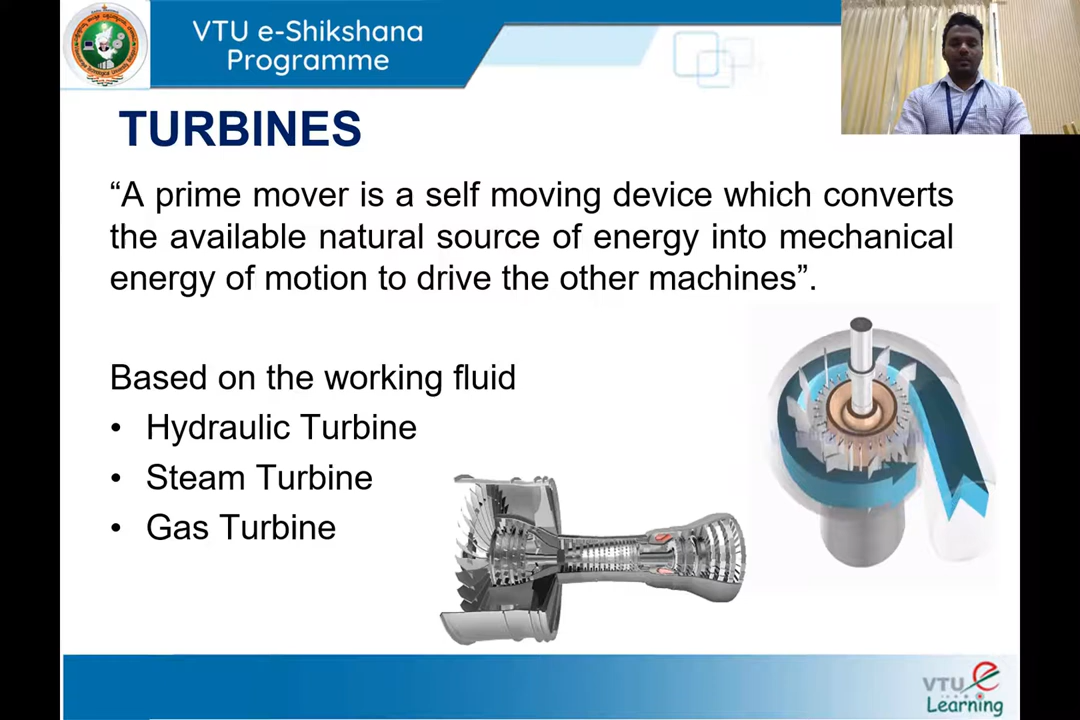 VTU e-Shikshana
Programme
TURBINES
“A prime mover is a self moving device which converts
the available natural source of energy into mechanical
energy of motion to drive the other machines”.
Based on the working fluid
• Hydraulic Turbine
• Steam Turbine
• Gas Turbine
VTU e
Learning